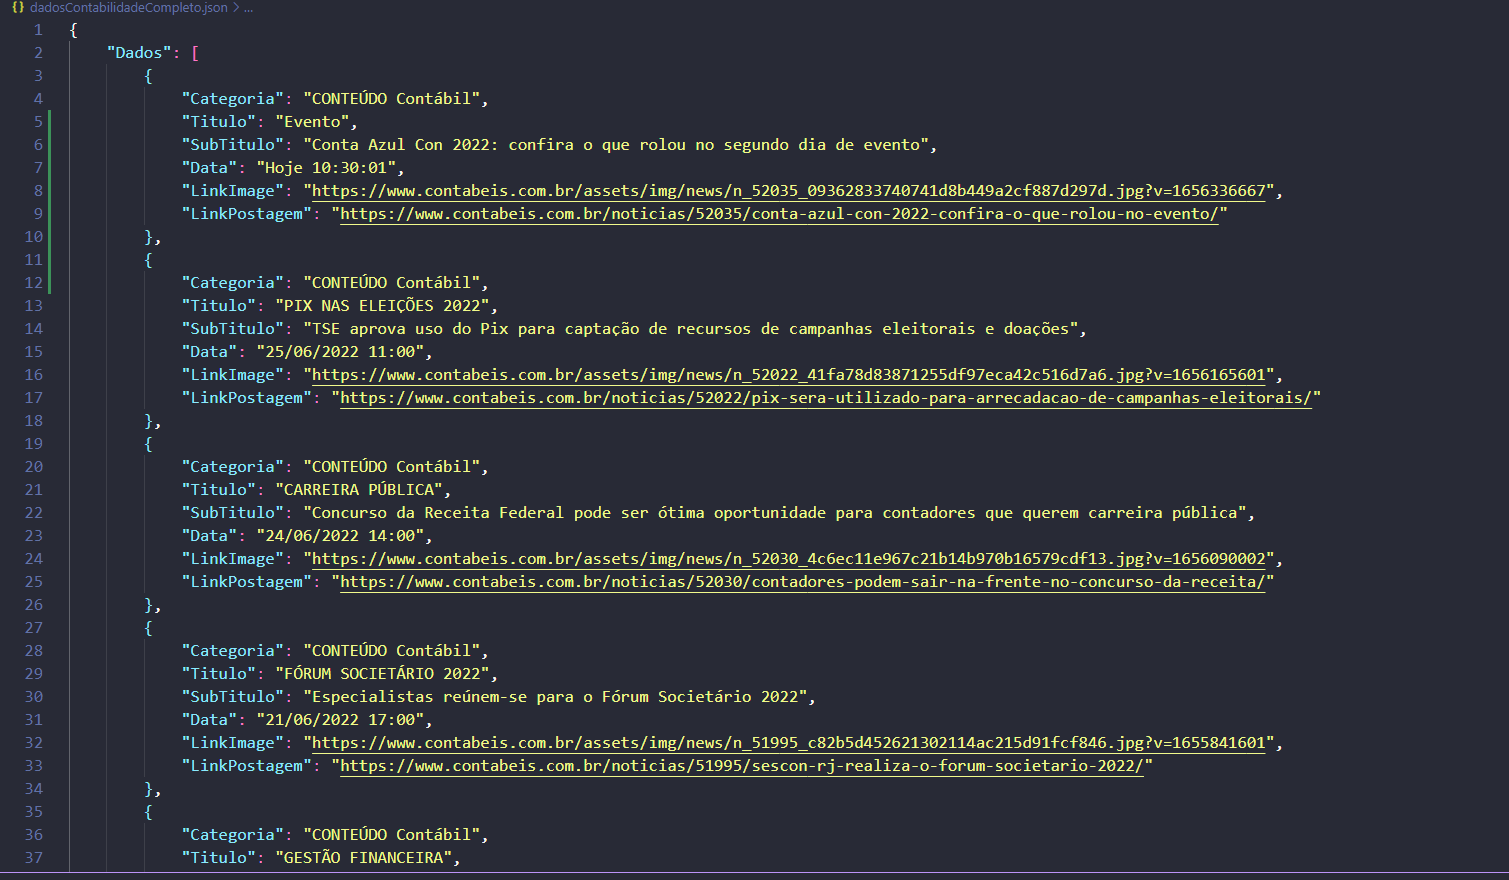 {} dadosContabilidadeCompleto.json > ...
1 {
2 "Dados": [
3 {
4 "Categoria": "CONTEÚDO Contábil",
5 "Titulo": "Evento",
6 "SubTitulo": "Conta Azul Con 2022: confira o que rolou no segundo dia de evento",
7 "Data": "Hoje 10:30:01",
8 "LinkImage": "https://www.contabeis.com.br/assets/img/news/n_52035_09362833740741d8b449a2cf887d297d.jpg?v=1656336667",
9 "LinkPostagem": "https://www.contabeis.com.br/noticias/52035/conta-azul-con-2022-confira-o-que-rolou-no-evento/"
10 },
11 {
12 "Categoria": "CONTEÚDO Contábil",
13 "Titulo": "PIX NAS ELEIÇÕES 2022",
14 "SubTitulo": "TSE aprova uso do Pix para captação de recursos de campanhas eleitorais e doações",
15 "Data": "25/06/2022 11:00",
16 "LinkImage": "https://www.contabeis.com.br/assets/img/news/n_52022_41fa78d83871255df97eca42c516d7a6.jpg?v=1656165601",
17 "LinkPostagem": "https://www.contabeis.com.br/noticias/52022/pix-sera-utilizado-para-arrecadacao-de-campanhas-eleitorais/"
18 },
19 {
20 "Categoria": "CONTEÚDO Contábil",
21 "Titulo": "CARREIRA PÚBLICA",
22 "SubTitulo": "Concurso da Receita Federal pode ser ótima oportunidade para contadores que querem carreira pública",
23 "Data": "24/06/2022 14:00",
24 "LinkImage": "https://www.contabeis.com.br/assets/img/news/n_52030_4c6ec11e967c21b14b970b16579cdf13.jpg?v=1656090002",
25 "LinkPostagem": "https://www.contabeis.com.br/noticias/52030/contadores-podem-sair-na-frente-no-concurso-da-receita/"
26 },
27 {
28 "Categoria": "CONTEÚDO Contábil",
29 "Titulo": "FÓRUM SOCIETÁRIO 2022",
30 "SubTitulo": "Especialistas reúnem-se para o Fórum Societário 2022",
31 "Data": "21/06/2022 17:00",
32 "LinkImage": "https://www.contabeis.com.br/assets/img/news/n_51995_c82b5d452621302114ac215d91fcf846.jpg?v=1655841601",
33 "LinkPostagem": "https://www.contabeis.com.br/noticias/51995/sescon-rj-realiza-o-forum-societario-2022/"
34 },
35 {
36 "Categoria": "CONTEÚDO Contábil",
37 "Titulo": "GESTÃO FINANCEIRA",